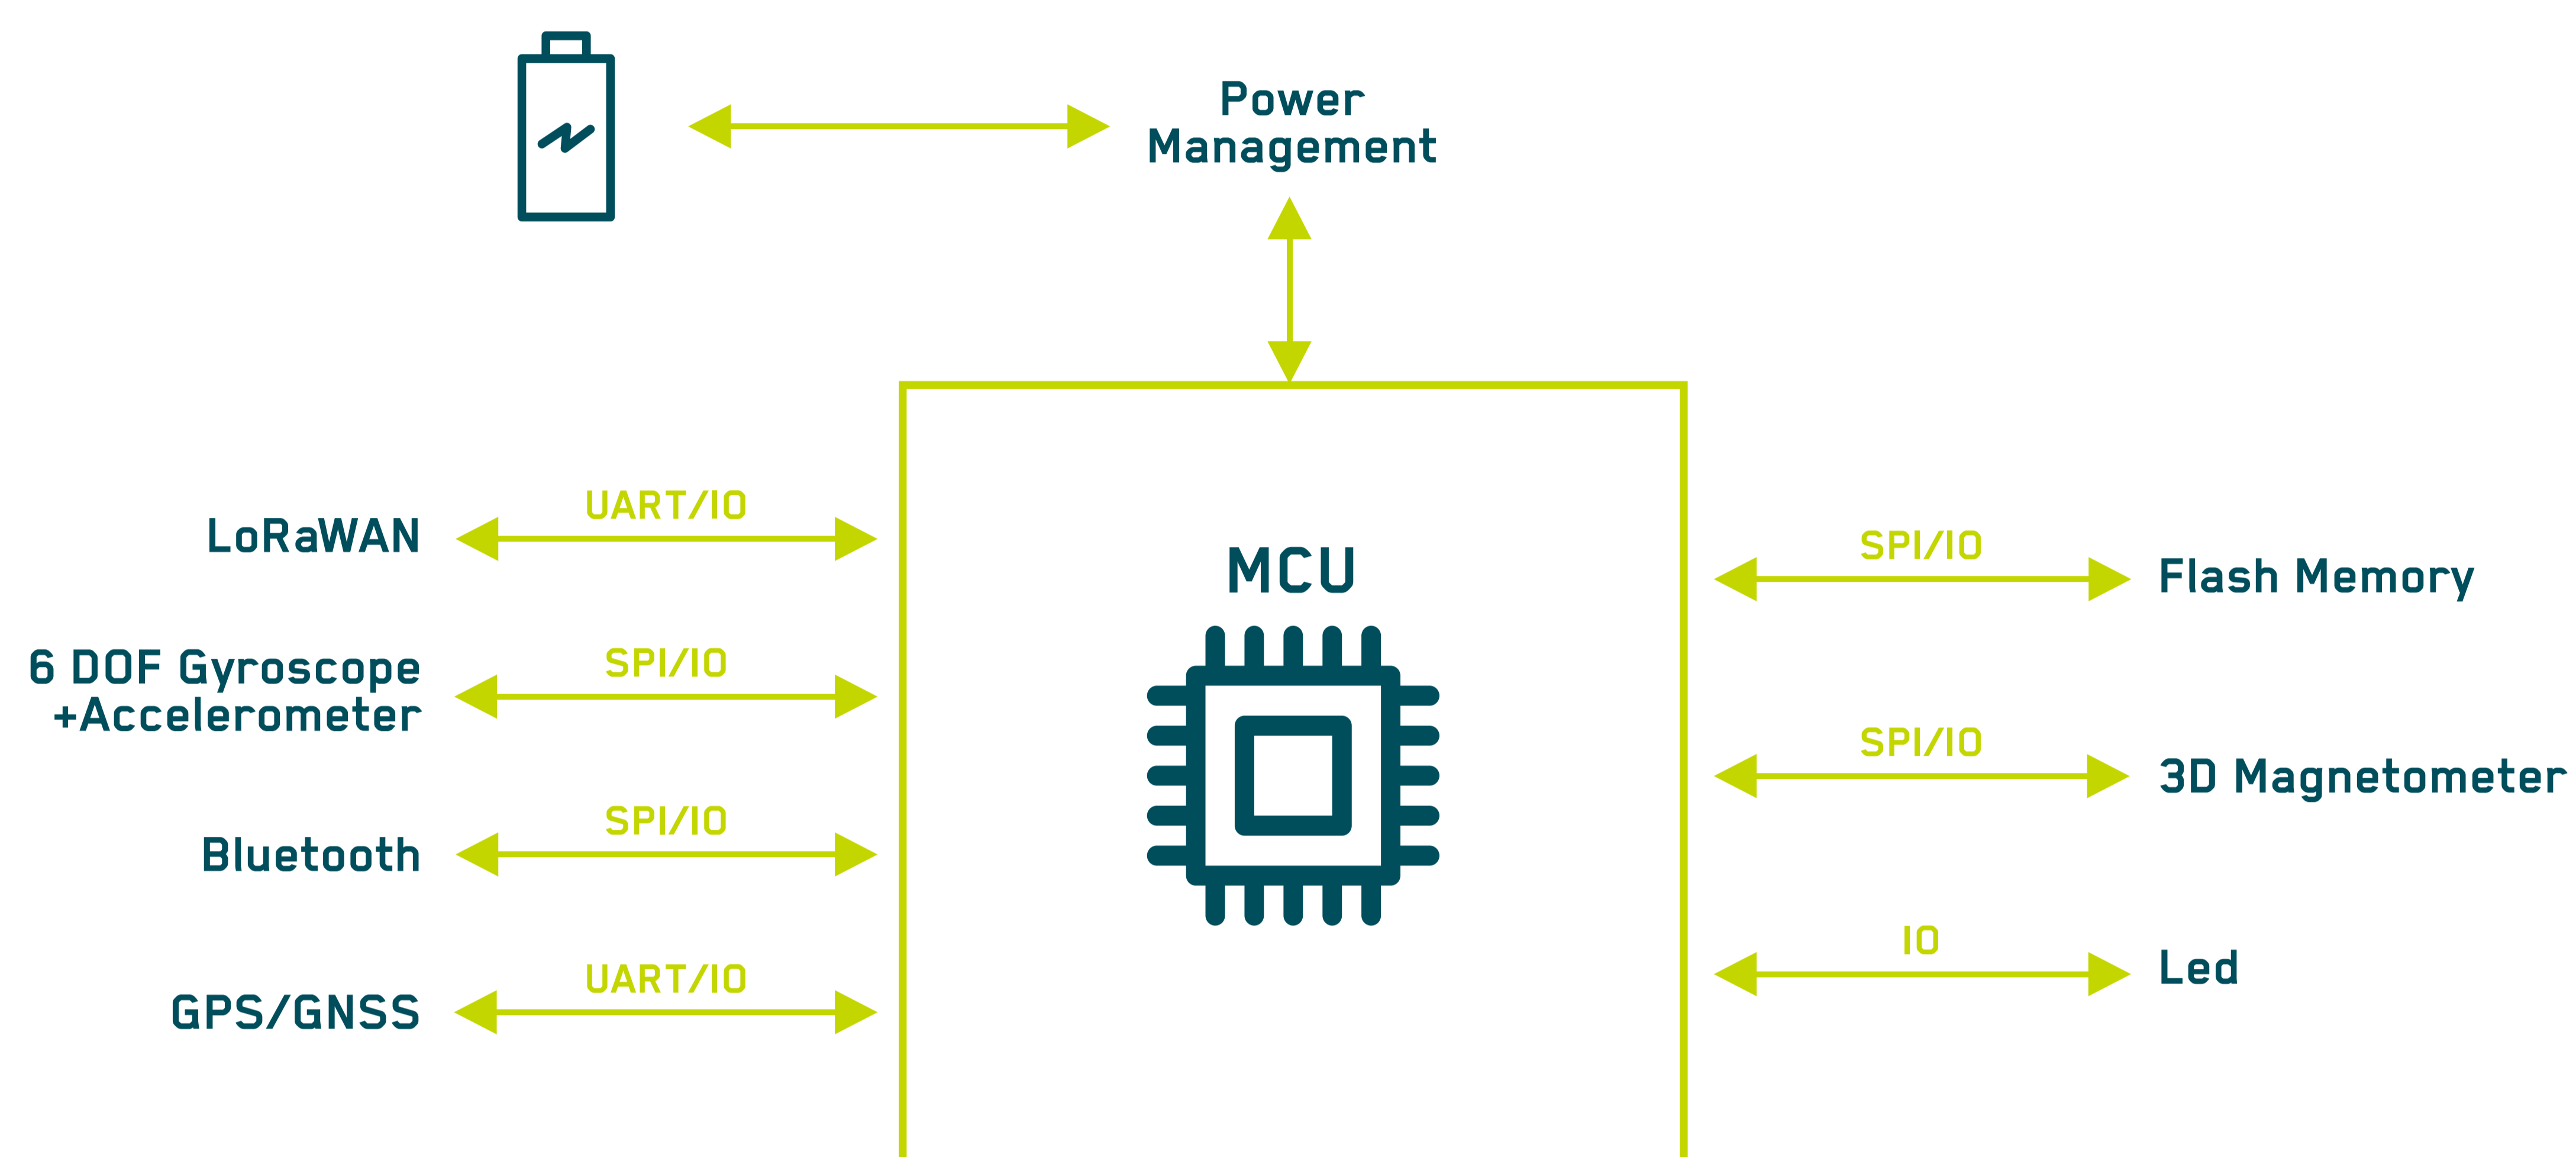 Power
Management
UART/IO
LoRaWAN
SPI/IO
6 DOF Gyroscope
+Accelerometer
SPI/IO
Bluetooth
UART/IO
GPS/GNSS
MCU
SPI/IO
Flash Memory
SPI/IO
3D Magnetometer
IO
Led